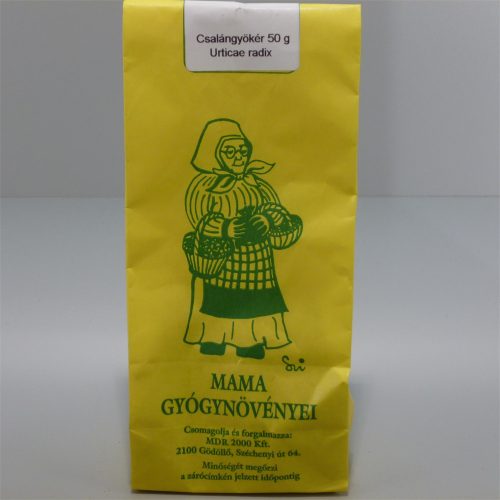 Csalángyökér 50 g
Urticae radix
Sri
MAMA
GYÓGYNÖVÉNYEI
Csomagolja és forgalmazza:
MDR 2000 Kft.
2100 Gödöllő, Széchenyi út 64.
Minőségét megőrzi
a zárócímkén jelzett időpontig